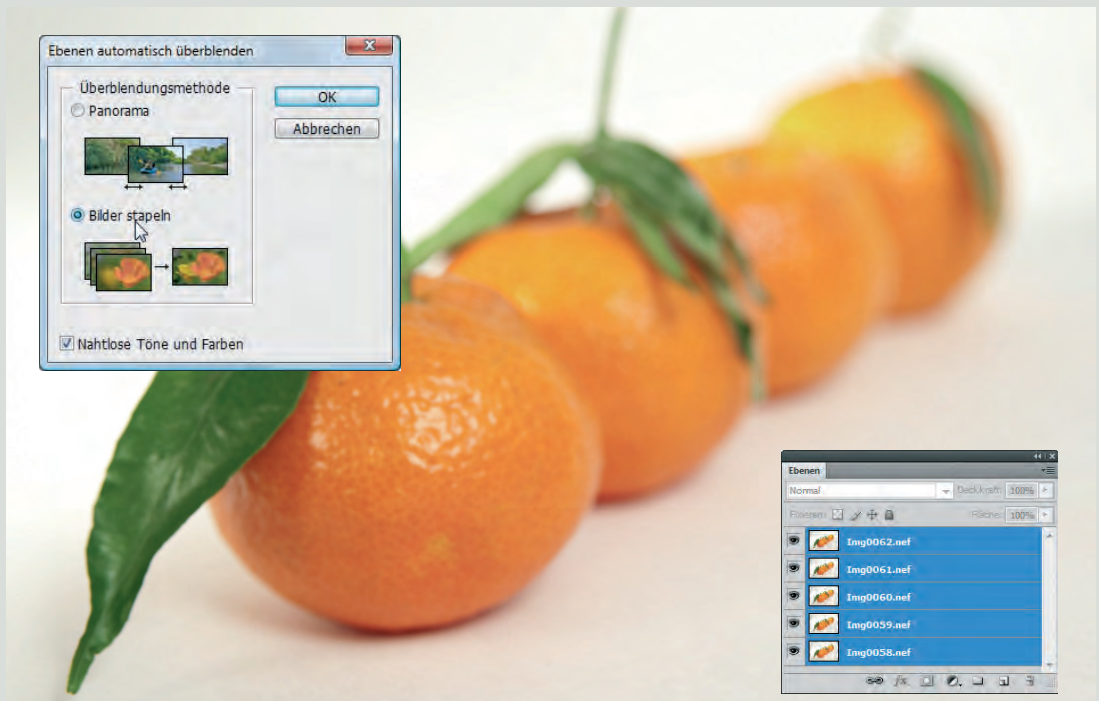 Ebenen automatisch überblenden
Überblendungsmethode
Panorama
Bilder stapeln
Nahtlose Töne und Farben
OK
Abbrechen
Ebenen
Normal
Deckkraft: 100%
Fixieren:
Fläche: 100%
Img0062.nef
Img0061.nef
Img0060.nef
Img0059.nef
Img0058.nef
fx